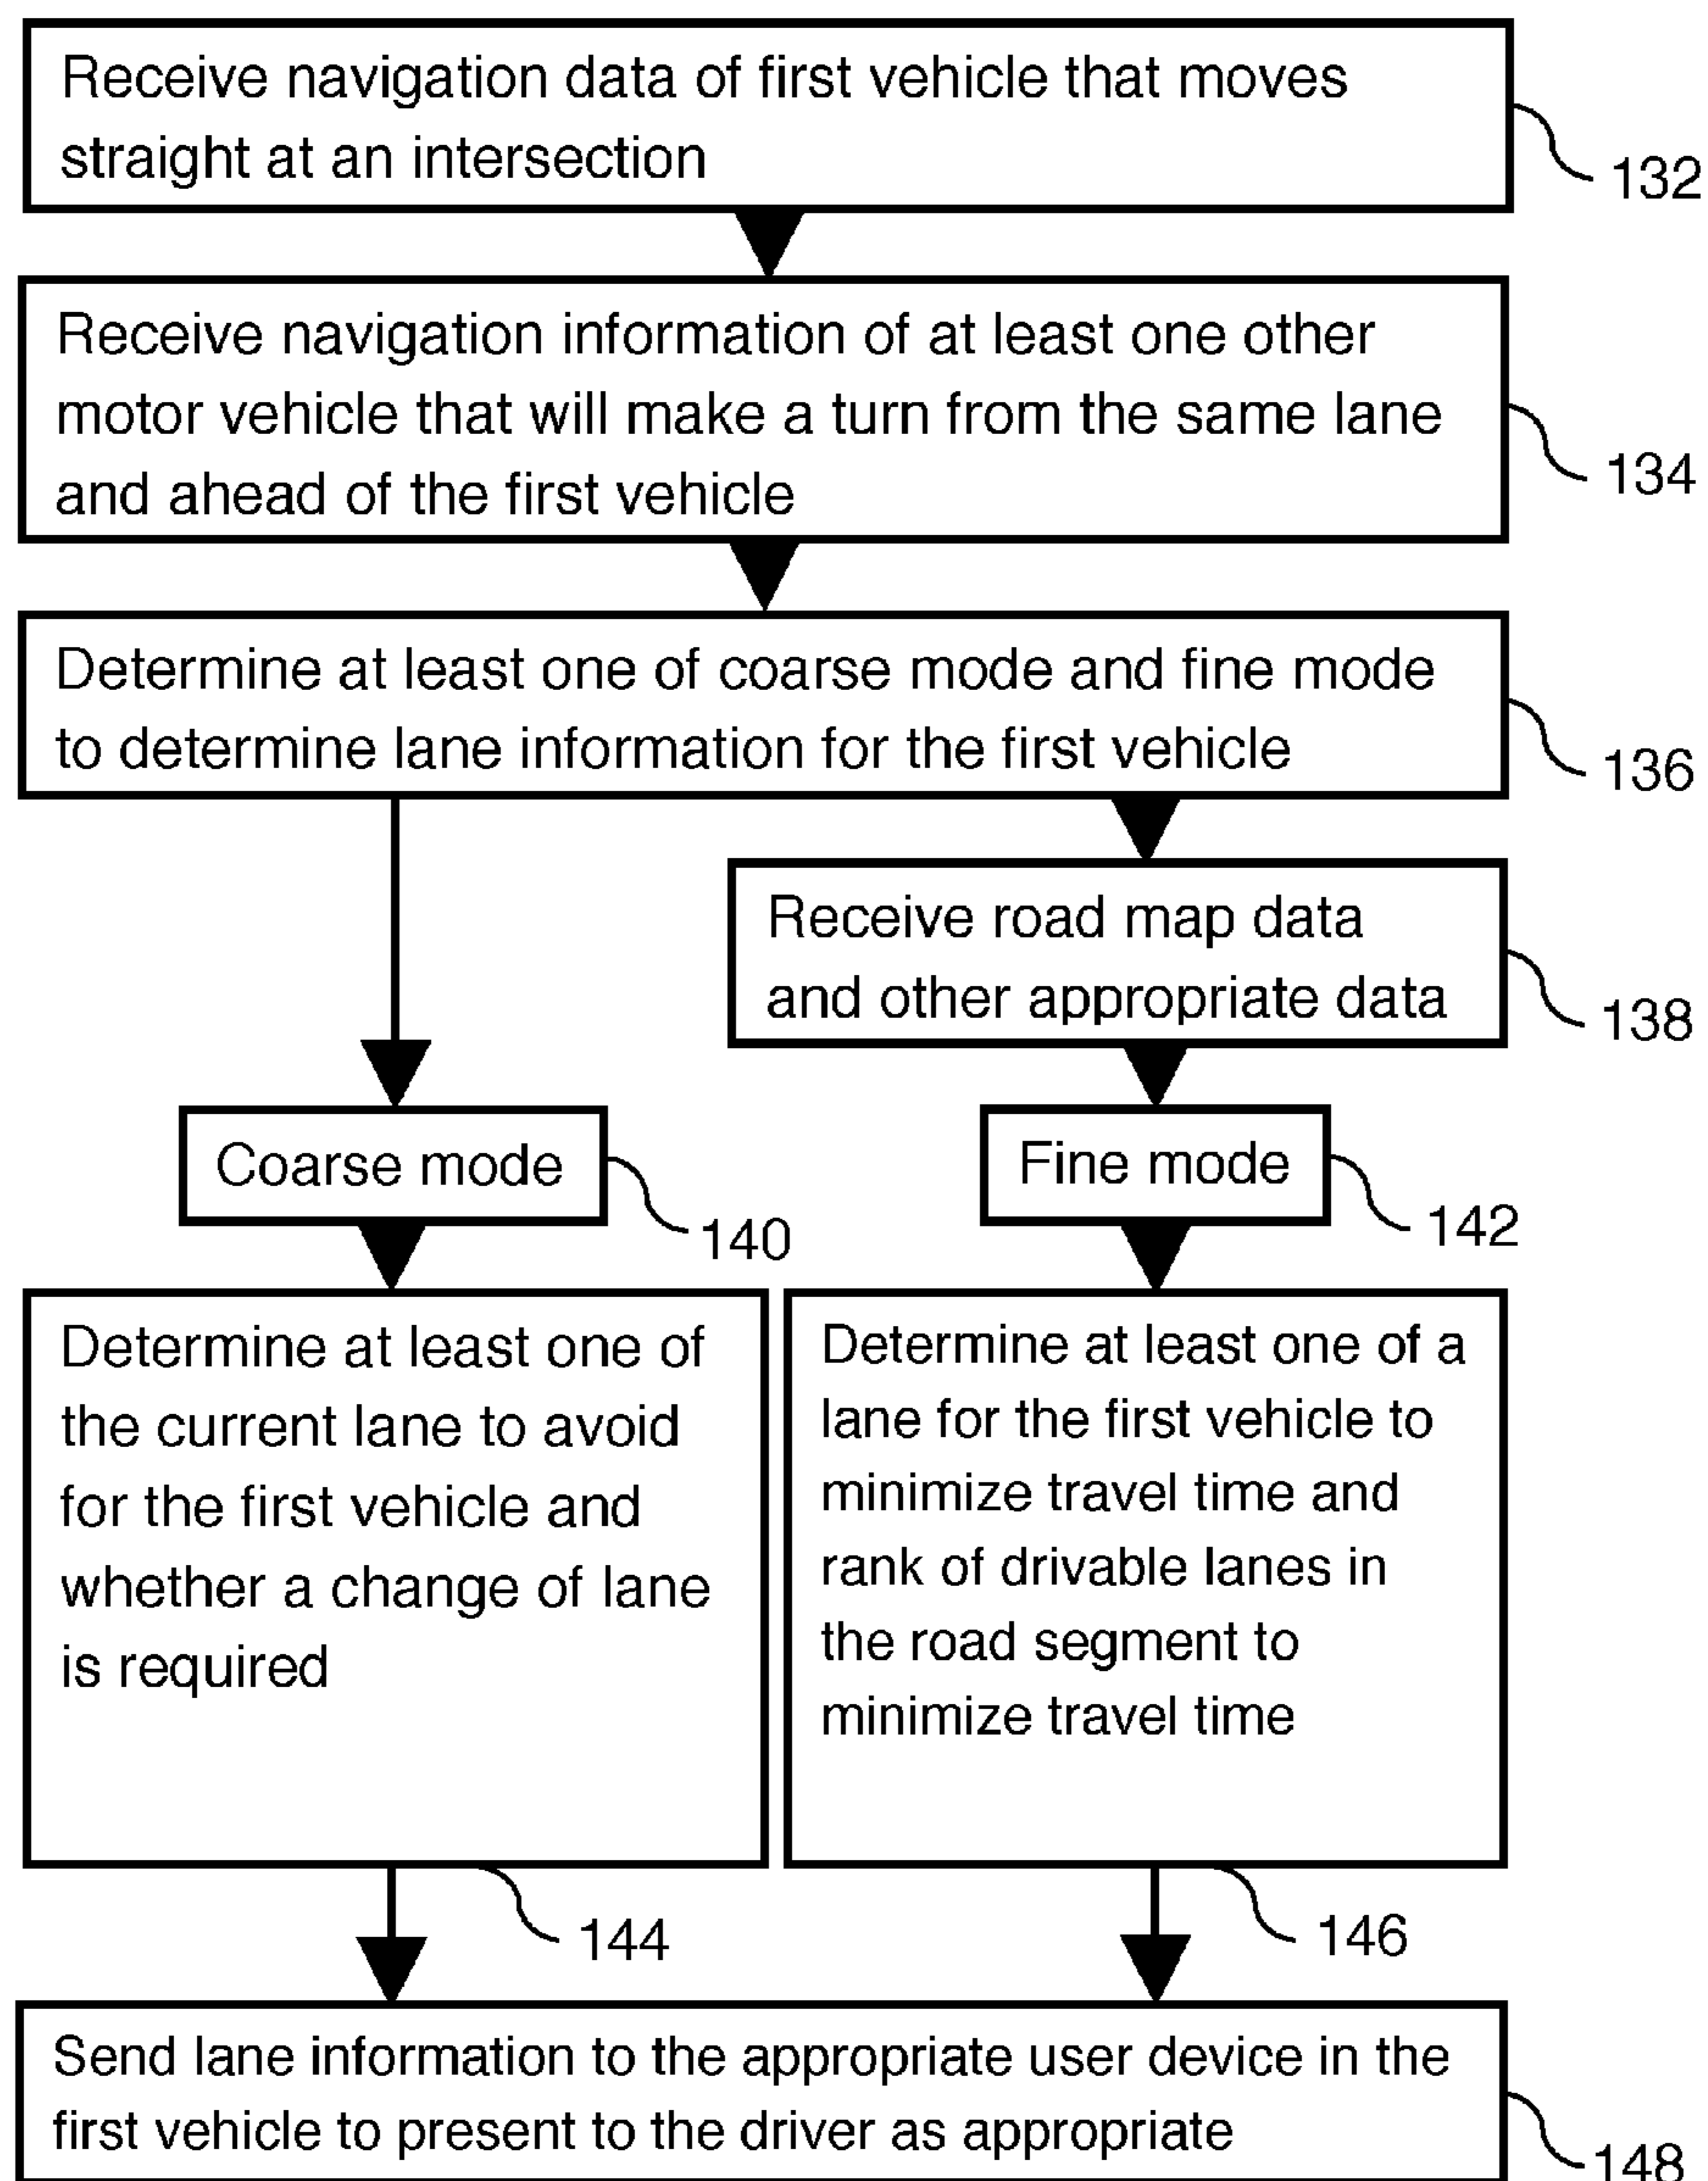 Receive navigation data of first vehicle that moves
straight at an intersection
132
Receive navigation information of at least one other
motor vehicle that will make a turn from the same lane
and ahead of the first vehicle
134
Determine at least one of coarse mode and fine mode
to determine lane information for the first vehicle
136
Receive road map data
and other appropriate data
138
Coarse mode
140
Fine mode
142
Determine at least one of
the current lane to avoid
for the first vehicle and
whether a change of lane
is required
144
Determine at least one of a
lane for the first vehicle to
minimize travel time and
rank of drivable lanes in
the road segment to
minimize travel time
146
Send lane information to the appropriate user device in the
first vehicle to present to the driver as appropriate
148